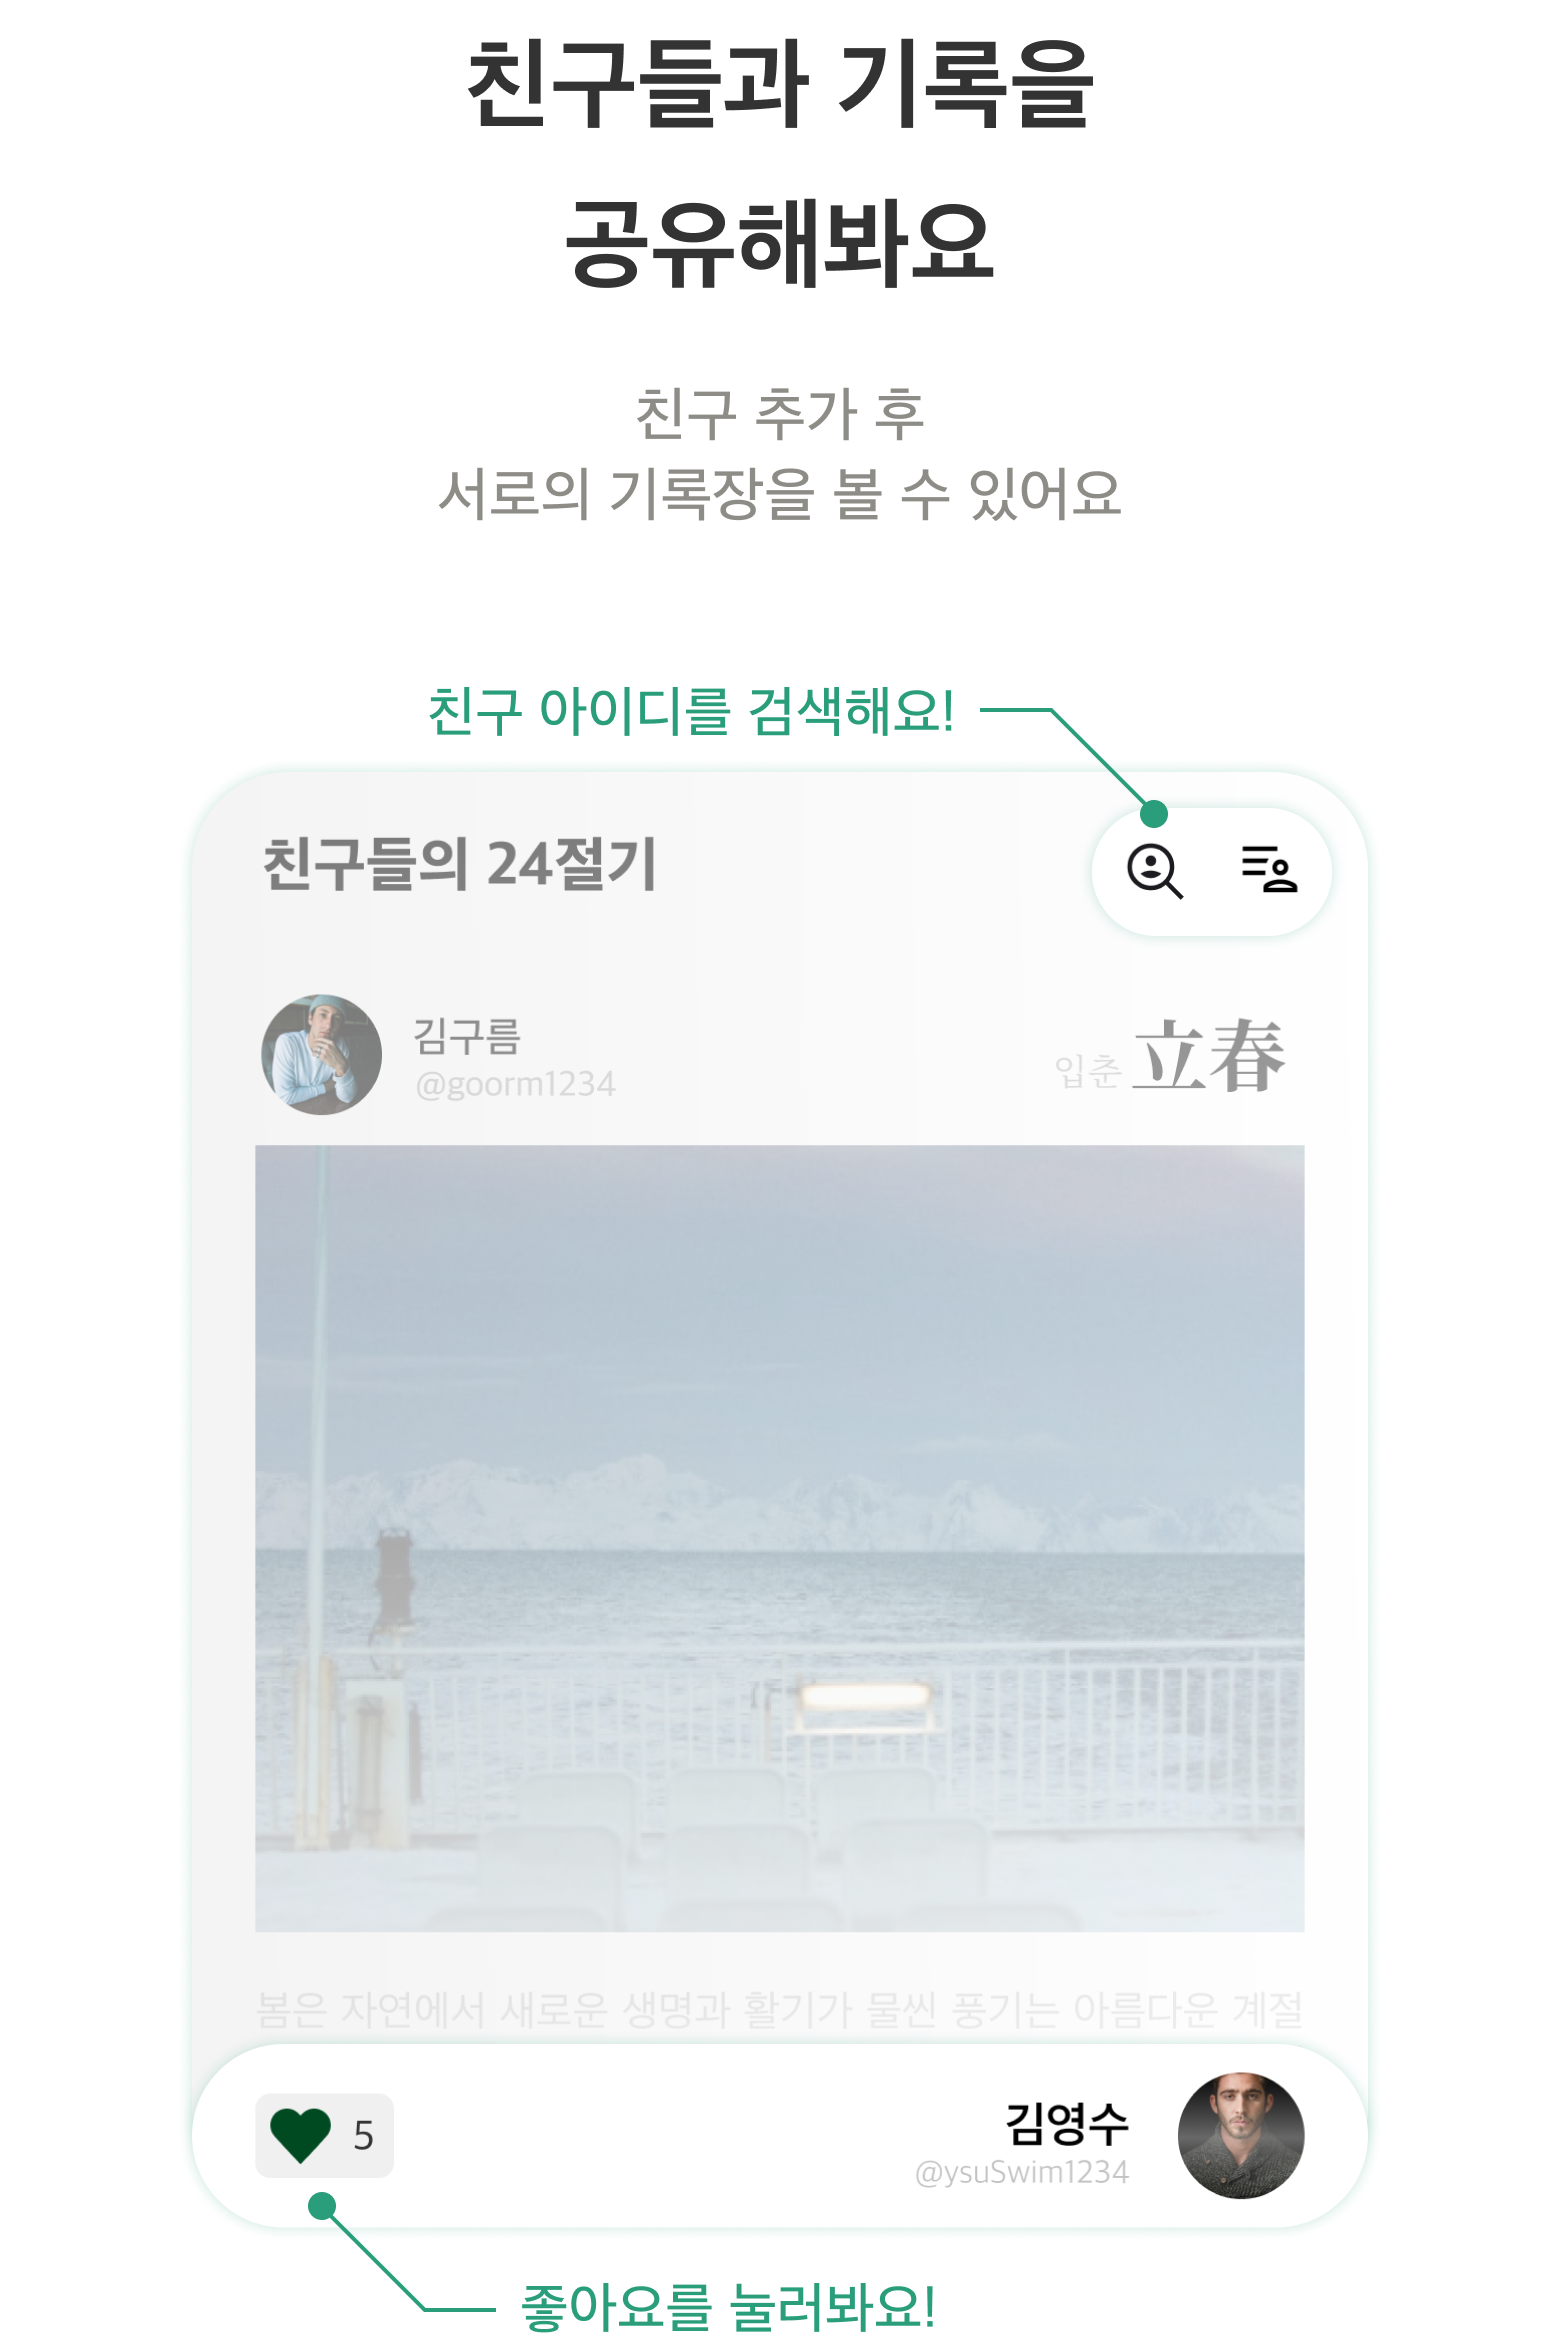 친구들과 기록을
공유해봐요
친구 추가 후
서로의 기록장을 볼 수 있어요
친구 아이디를 검색해요!
친구들의 24절기
김구름
@goorm1234
입춘 立春
봄은 자연에서 새로운 생명과 활기가 물씬 풍기는 아름다운 계절
5
김영수
@ysuSwim1234
좋아요를 눌러봐요!